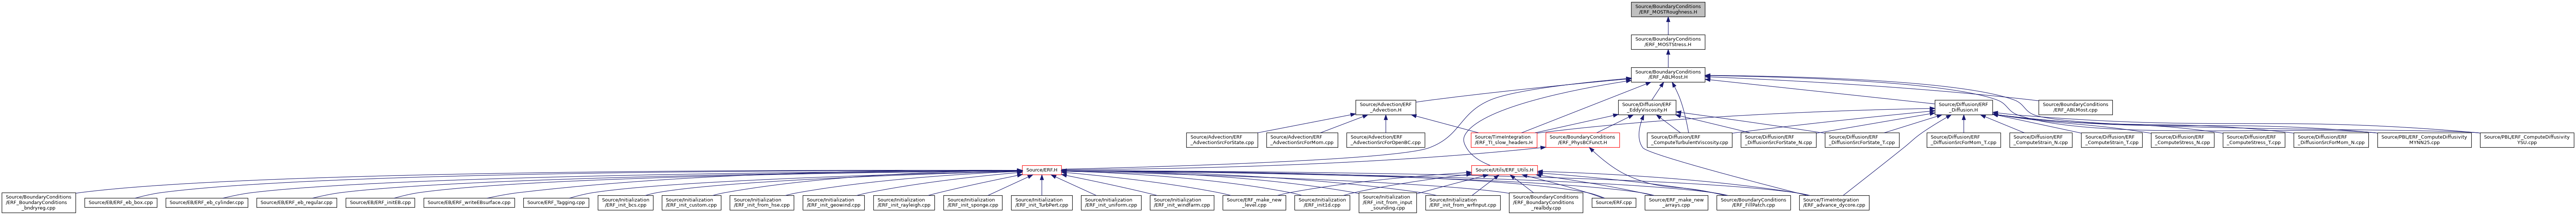 Source/BoundaryConditions
/ERF_MOSTRoughness.H
Source/BoundaryConditions
/ERF_MOSTStress.H
Source/BoundaryConditions
/ERF_ABLMost.H
Source/Advection/ERF
_Advection.H
Source/Diffusion/ERF
_EddyViscosity.H
Source/Diffusion/ERF
_Diffusion.H
Source/BoundaryConditions
/ERF_ABLMost.cpp
Source/Advection/ERF
_AdvectionSrcForState.cpp
Source/Advection/ERF
_AdvectionSrcForMom.cpp
Source/Advection/ERF
_AdvectionSrcForOpenBC.cpp
Source/TimeIntegration
/ERF_TI_slow_headers.H
Source/BoundaryConditions
/ERF_PhysBCFunct.H
Source/Diffusion/ERF
_ComputeTurbulentViscosity.cpp
Source/Diffusion/ERF
_DiffusionSrcForState_N.cpp
Source/Diffusion/ERF
_DiffusionSrcForState_T.cpp
Source/Diffusion/ERF
_DiffusionSrcForMom_T.cpp
Source/Diffusion/ERF
_ComputeStrain_N.cpp
Source/Diffusion/ERF
_ComputeStrain_T.cpp
Source/Diffusion/ERF
_ComputeStress_N.cpp
Source/Diffusion/ERF
_ComputeStress_T.cpp
Source/Diffusion/ERF
_DiffusionSrcForMom_N.cpp
Source/PBL/ERF_ComputeDiffusivity
MYNN25.cpp
Source/PBL/ERF_ComputeDiffusivity
YSU.cpp
Source/ERF.H
Source/Utils/ERF_Utils.H
Source/BoundaryConditions
/ERF_BoundaryConditions
_bndryreg.cpp
Source/EB/ERF_eb_box.cpp
Source/EB/ERF_eb_cylinder.cpp
Source/EB/ERF_eb_regular.cpp
Source/EB/ERF_initEB.cpp
Source/EB/ERF_writeEBsurface.cpp
Source/ERF_Tagging.cpp
Source/Initialization
/ERF_init_bcs.cpp
Source/Initialization
/ERF_init_custom.cpp
Source/Initialization
/ERF_init_from_hse.cpp
Source/Initialization
/ERF_init_geowind.cpp
Source/Initialization
/ERF_init_rayleigh.cpp
Source/Initialization
/ERF_init_sponge.cpp
Source/Initialization
/ERF_init_TurbPert.cpp
Source/Initialization
/ERF_init_uniform.cpp
Source/Initialization
/ERF_init_windfarm.cpp
Source/ERF_make_new
_level.cpp
Source/Initialization
/ERF_init1d.cpp
Source/Initialization
/ERF_init_from_input
_sounding.cpp
Source/Initialization
/ERF_init_from_wrfinput.cpp
Source/BoundaryConditions
/ERF_BoundaryConditions
_realbdy.cpp
Source/ERF.cpp
Source/ERF_make_new
_arrays.cpp
Source/BoundaryConditions
/ERF_FillPatch.cpp
Source/TimeIntegration
/ERF_advance_dycore.cpp